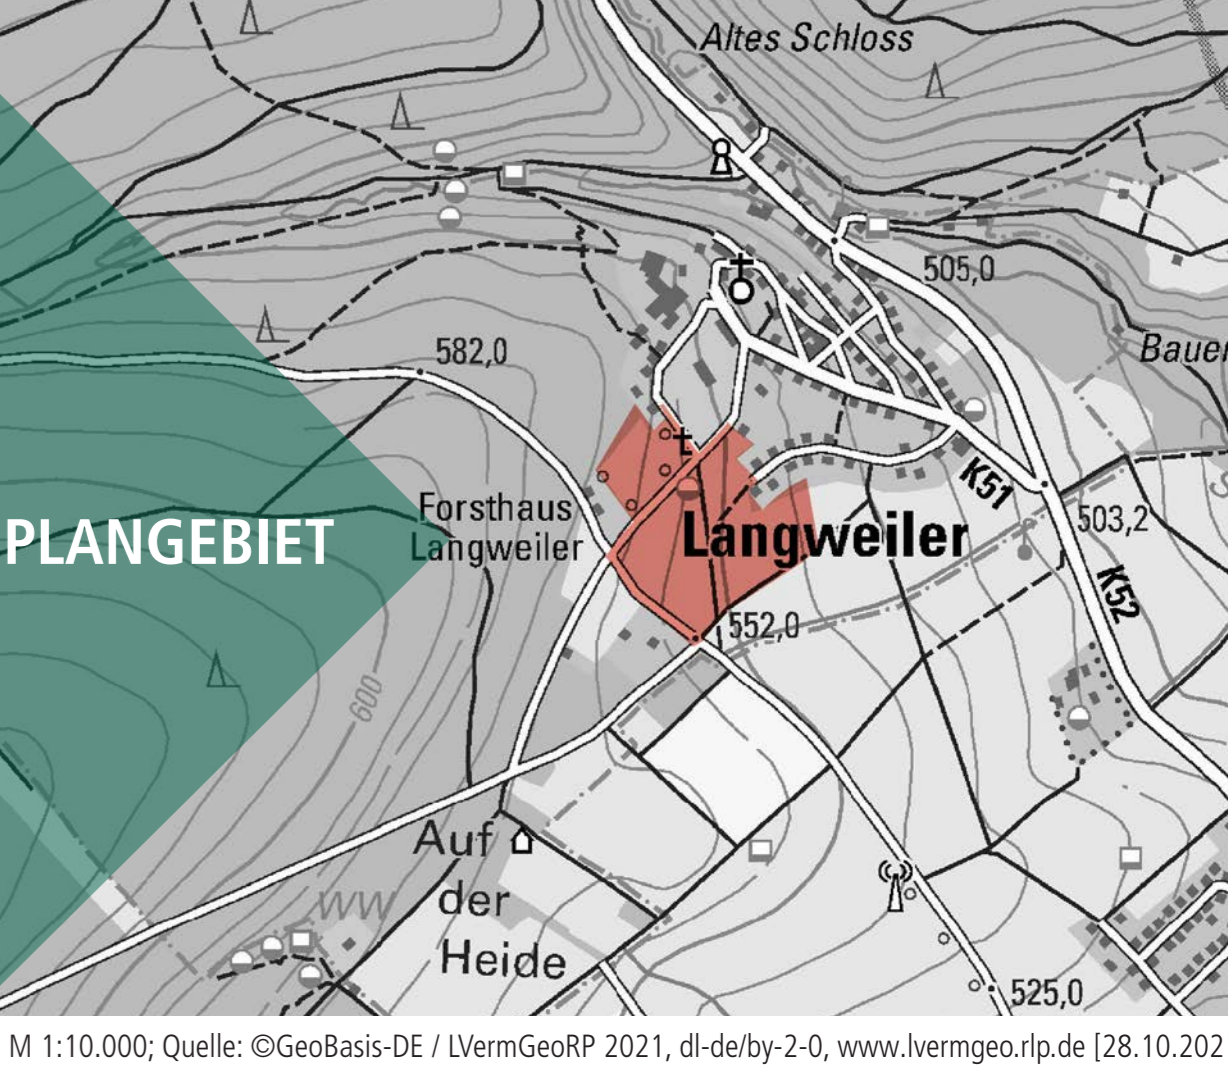 Altes Schloss
505,0
582,0
Bauer
K51
Forsthaus
Langweiler
PLANGEBIET
Langweiler
503,2
K52
552,0
600
Auf
der
WW
Heide
525,0
M 1:10.000; Quelle: ©GeoBasis-DE / LVermGeoRP 2021, dl-de/by-2-0, www.lvermgeo.rlp.de [28.10.202